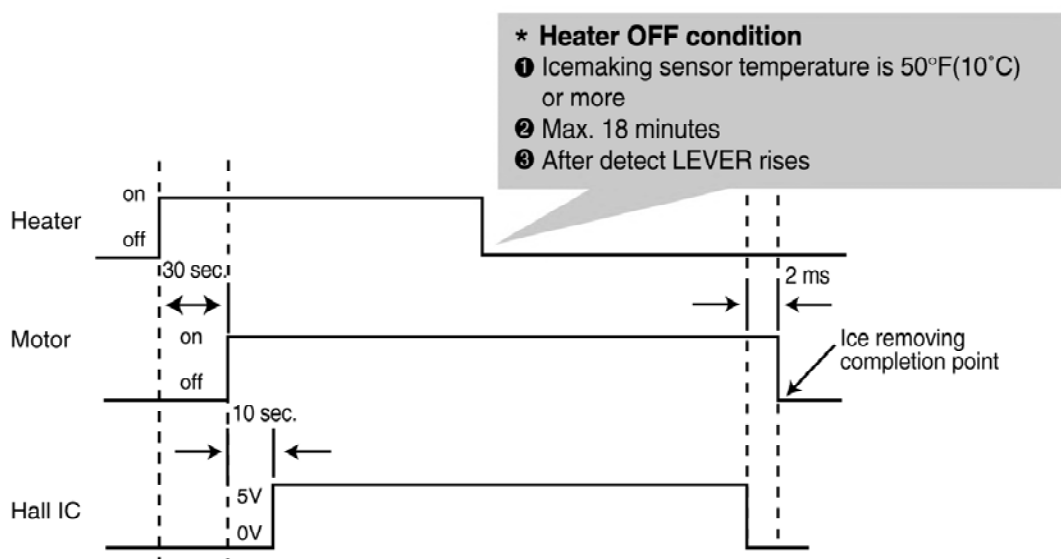 * Heater OFF condition
❶ Icemaking sensor temperature is 50°F(10˚C)
or more
❷ Max. 18 minutes
❸ After detect LEVER rises
on
Heater
off
30 sec.
2 ms
Motor
on
off
Ice removing
completion point
10 sec.
5V
Hall IC
0V